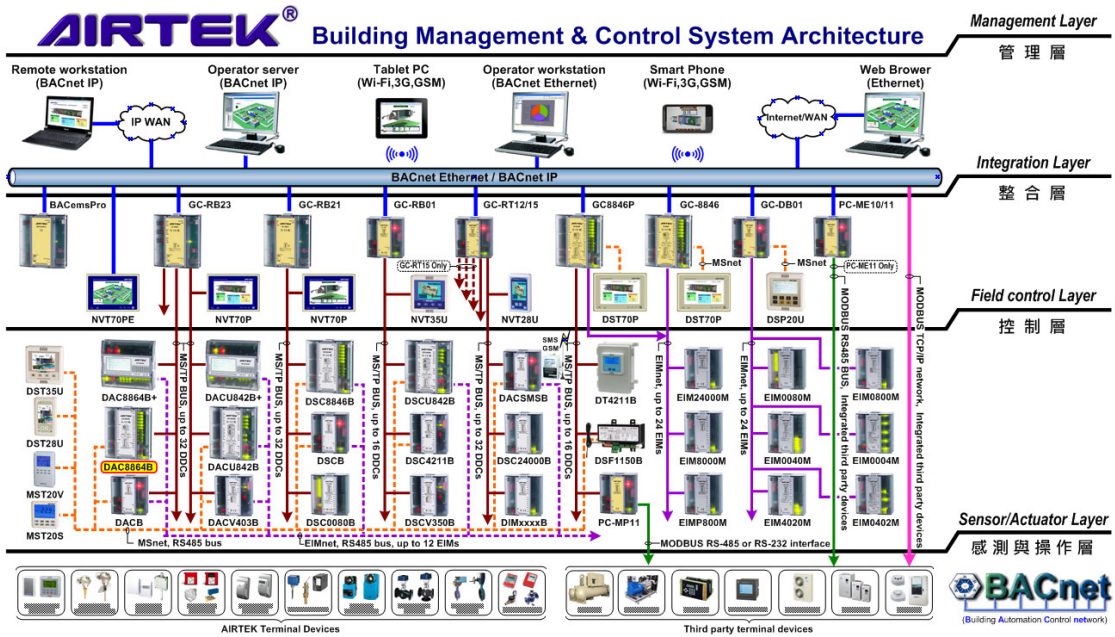 AIRTEK®
Building Management & Control System Architecture
Management Layer
管理層
Remote workstation
(BACnet IP)
Operator server
(BACnet IP)
Tablet PC
(Wi-Fi,3G,GSM)
Operator workstation
(BACnet Ethernet)
Smart Phone
(Wi-Fi,3G,GSM)
Web Brower
(Ethernet)
IP WAN
Internet/WAN
Integration Layer
整合層
BACnet Ethernet / BACnet IP
BACemsPro
GC-RB23
GC-RB21
GC-RB01
GC-RT12/15
GC8846P
GC-8846
GC-DB01
PC-ME10/11
GC-RT15 Only
MSnet
MSnet
PC-ME11 Only
NVT70PE
NVT70P
NVT70P
NVT35U
NVT28U
DST70P
DST70P
DSP20U
Field control Layer
控制層
MS/TP BUS, up to 32 DDCs
MS/TP BUS, up to 32 DDCs
MS/TP BUS, up to 16 DDCs
MS/TP BUS, up to 32 DDCs
MS/TP BUS, up to 16 DDCs
EIMnet, up to 24 EIMs
EIMnet, up to 24 EIMs
MODBUS RS485 BUS, Integrated third party devices
MODBUS TCP/IP network, Integrated third party devices
SMS
GSM
DST35U
DAC8864B+
DACU842B+
DSC8846B
DSCU842B
DACSMSB
DT4211B
EIM24000M
EIM0080M
EIM0800M
DST28U
DAC8864B
DACU842B
DSCB
DSC4211B
DSC24000B
DSF1150B
EIM8000M
EIM0040M
EIM0004M
MST20V
MST20S
DACB
DACV403B
DSC0080B
DSCV350B
DIMxxxxB
PC-MP11
EIMP800M
EIM4020M
EIM0402M
MSnet, RS485 bus
EIMnet, RS485 bus, up to 12 EIMs
MODBUS RS-485 or RS-232 interface
Sensor/Actuator Layer
感測與操作層
AIRTEK Terminal Devices
Third party terminal devices
BACnet
(Building Automation Control network)